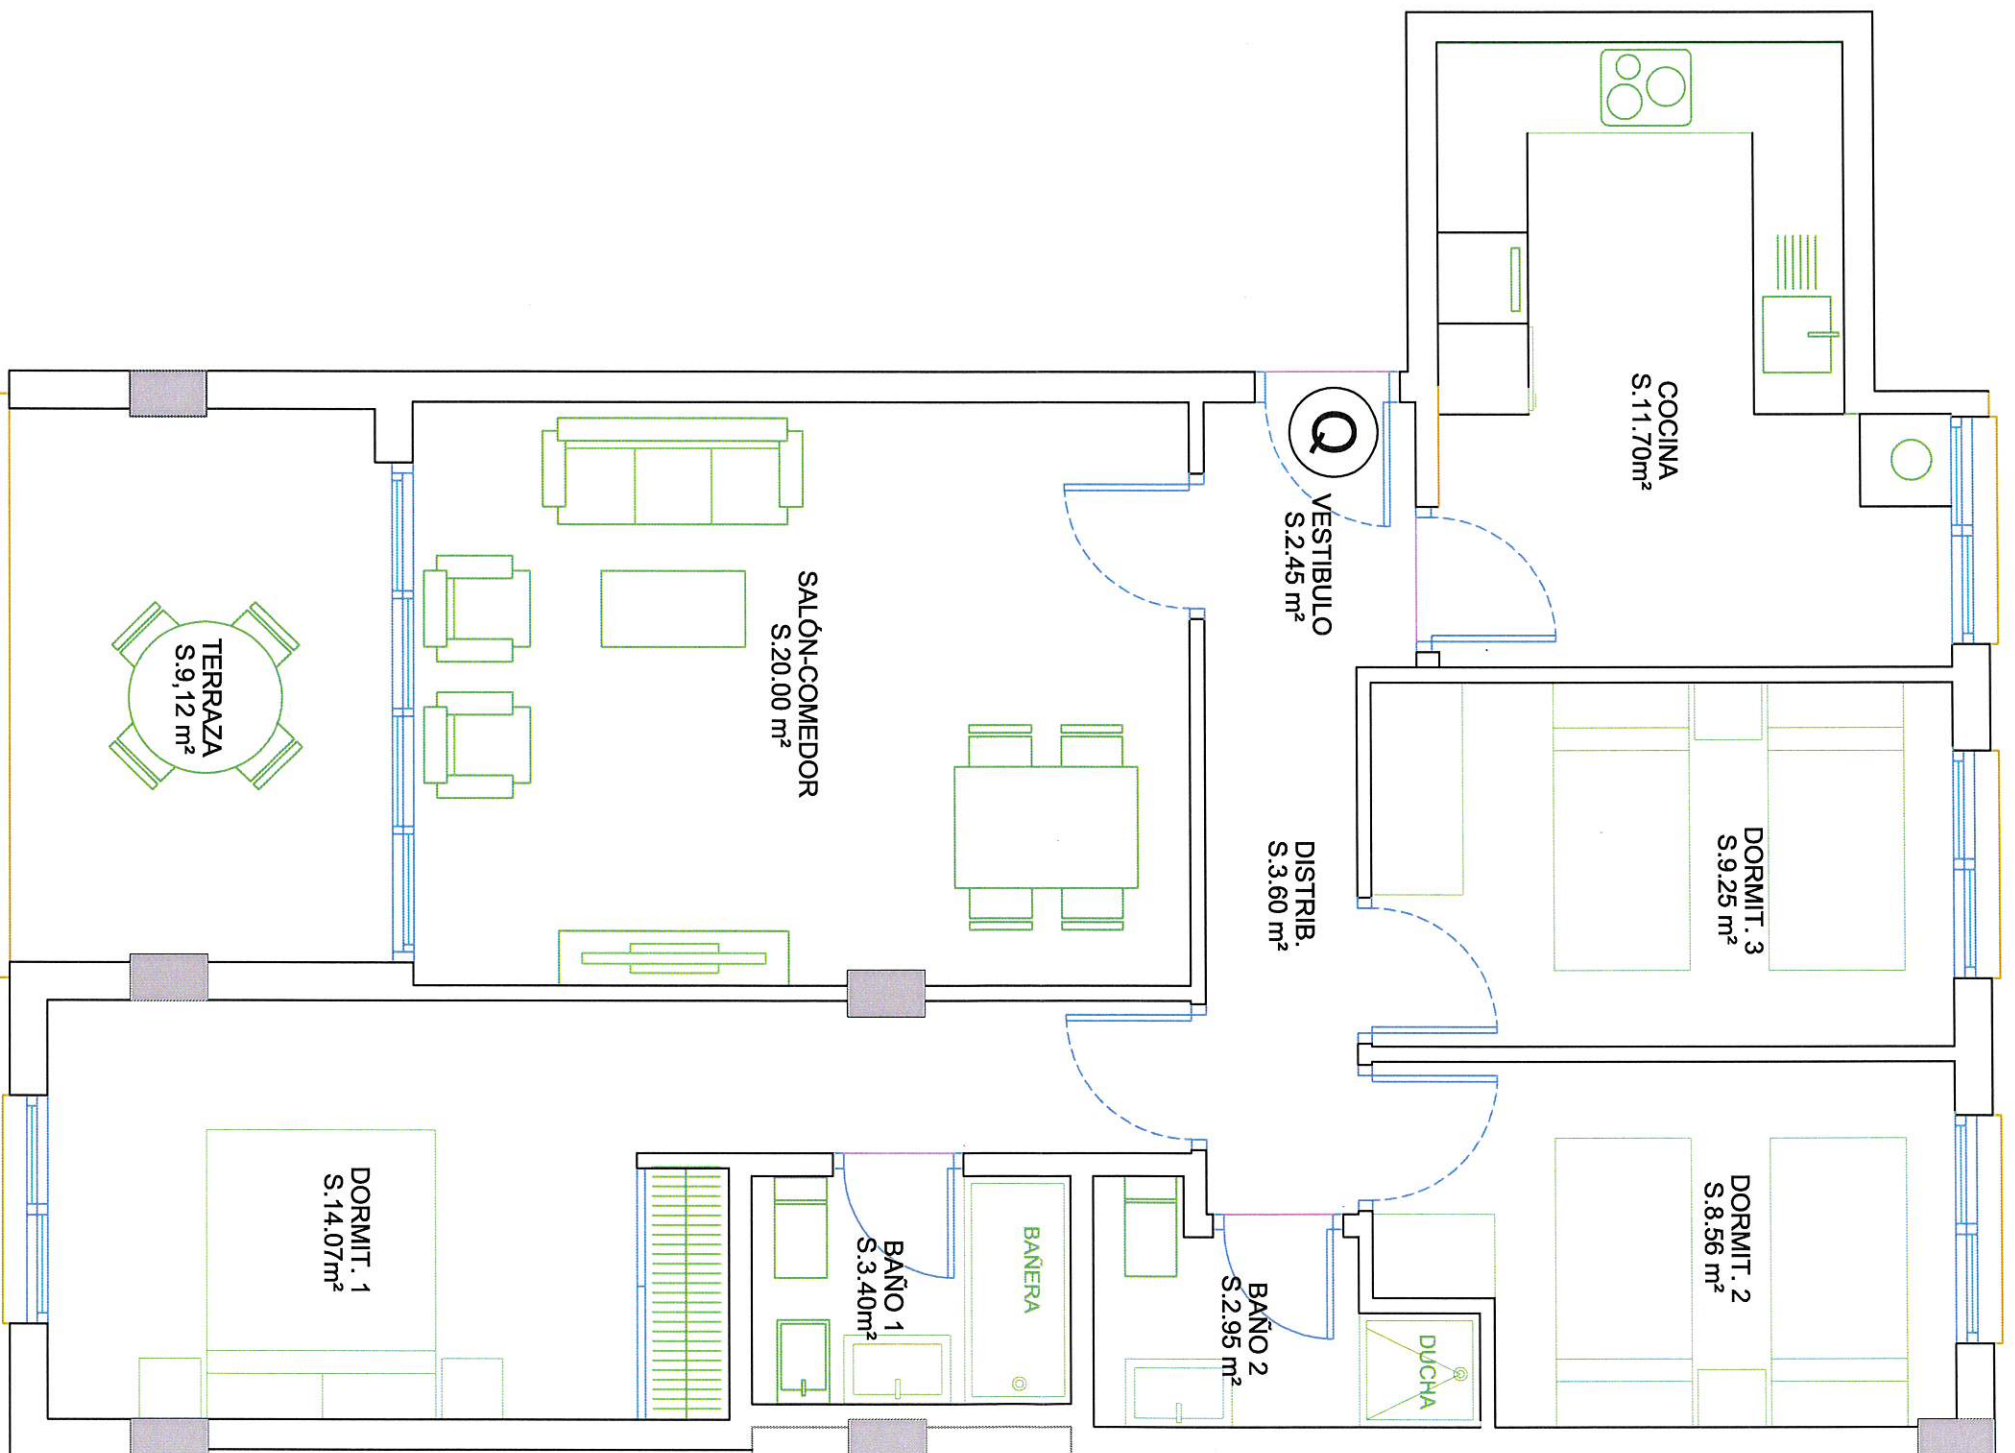 COCINA
S.11.70m²
Q
VESTIBULO
S.2.45 m²
SALÓN-COMEDOR
S.20.00 m²
TERRAZA
S.9,12 m²
DISTRIB.
S.3.60 m²
DORMIT. 3
S.9.25 m²
DORMIT. 2
S.8.56 m²
DORMIT. 1
S.14.07m²
BAÑO 1
S.3.40m²
BAÑERA
BAÑO 2
S.2.95 m²
DUCHA